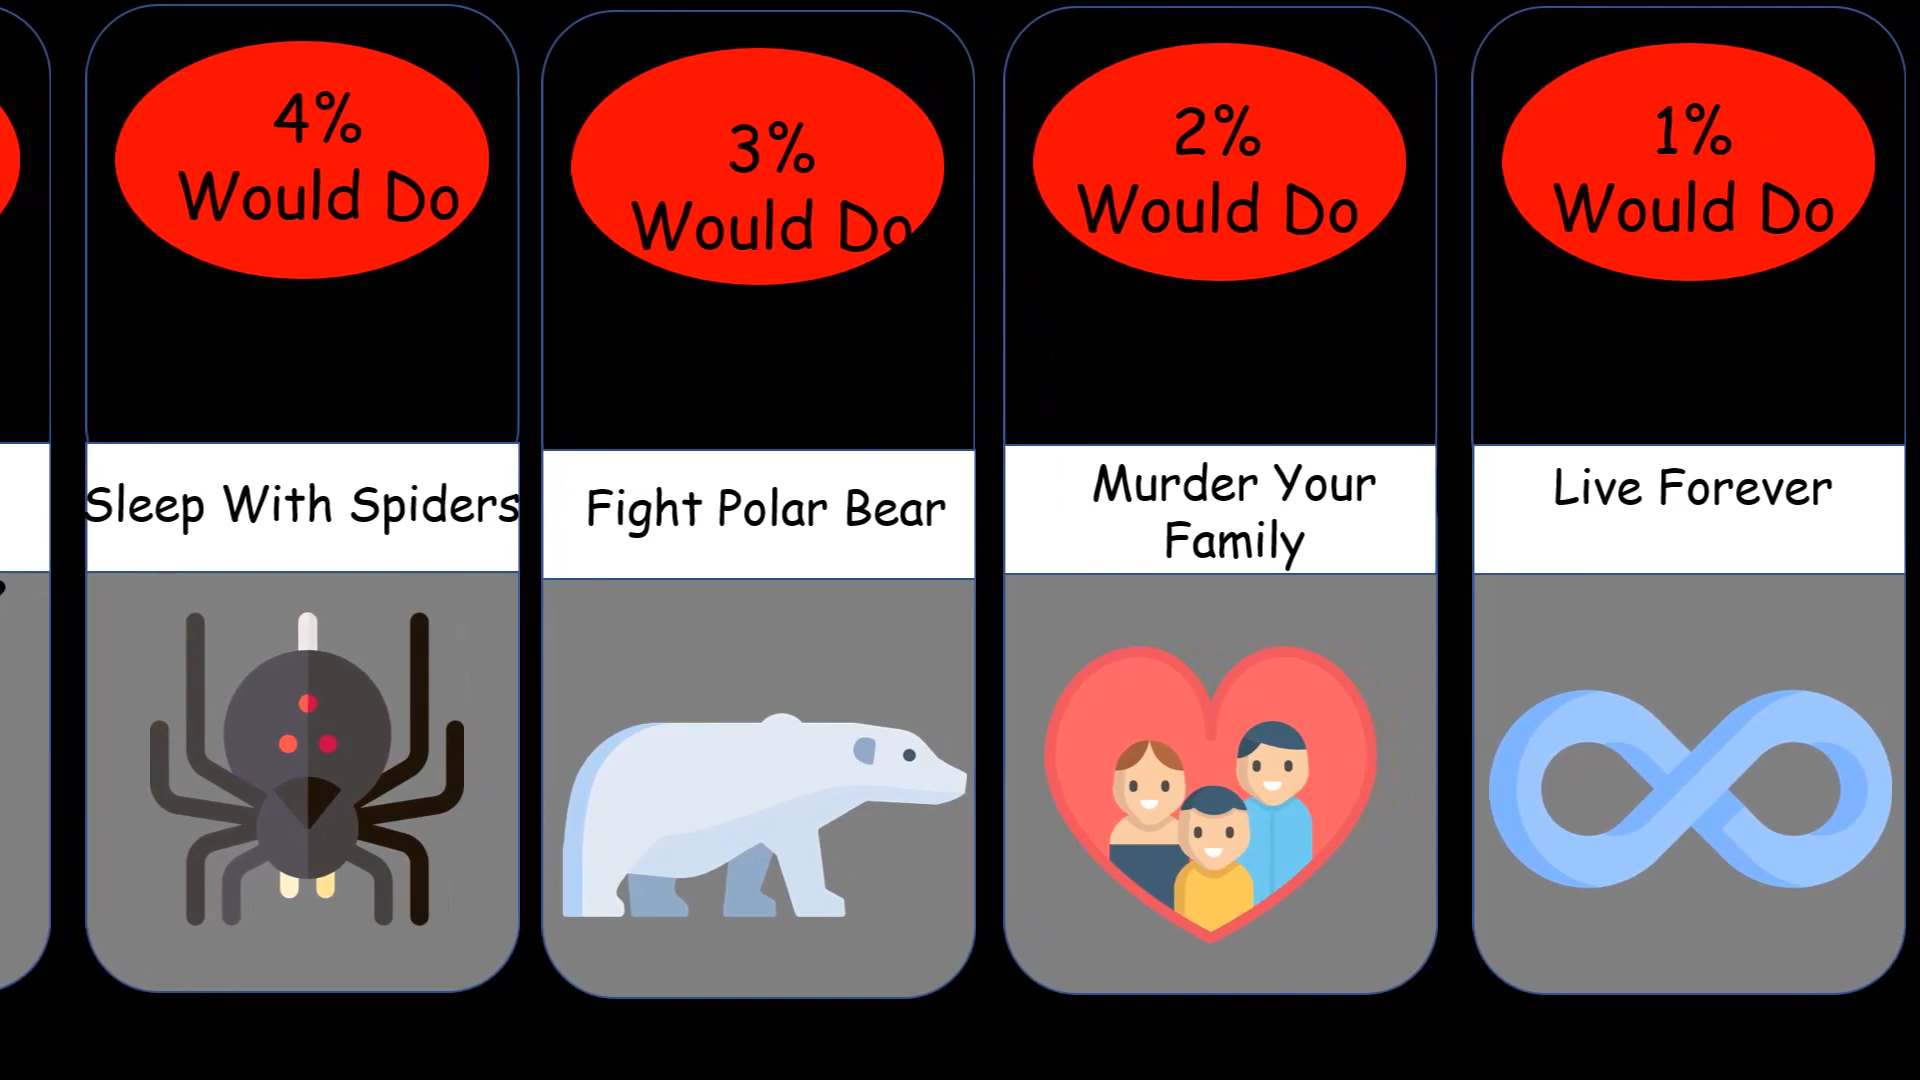 4%
Would Do
Sleep With Spiders
3%
Would Do
Fight Polar Bear
2%
Would Do
Murder Your
Family
1%
Would Do
Live Forever